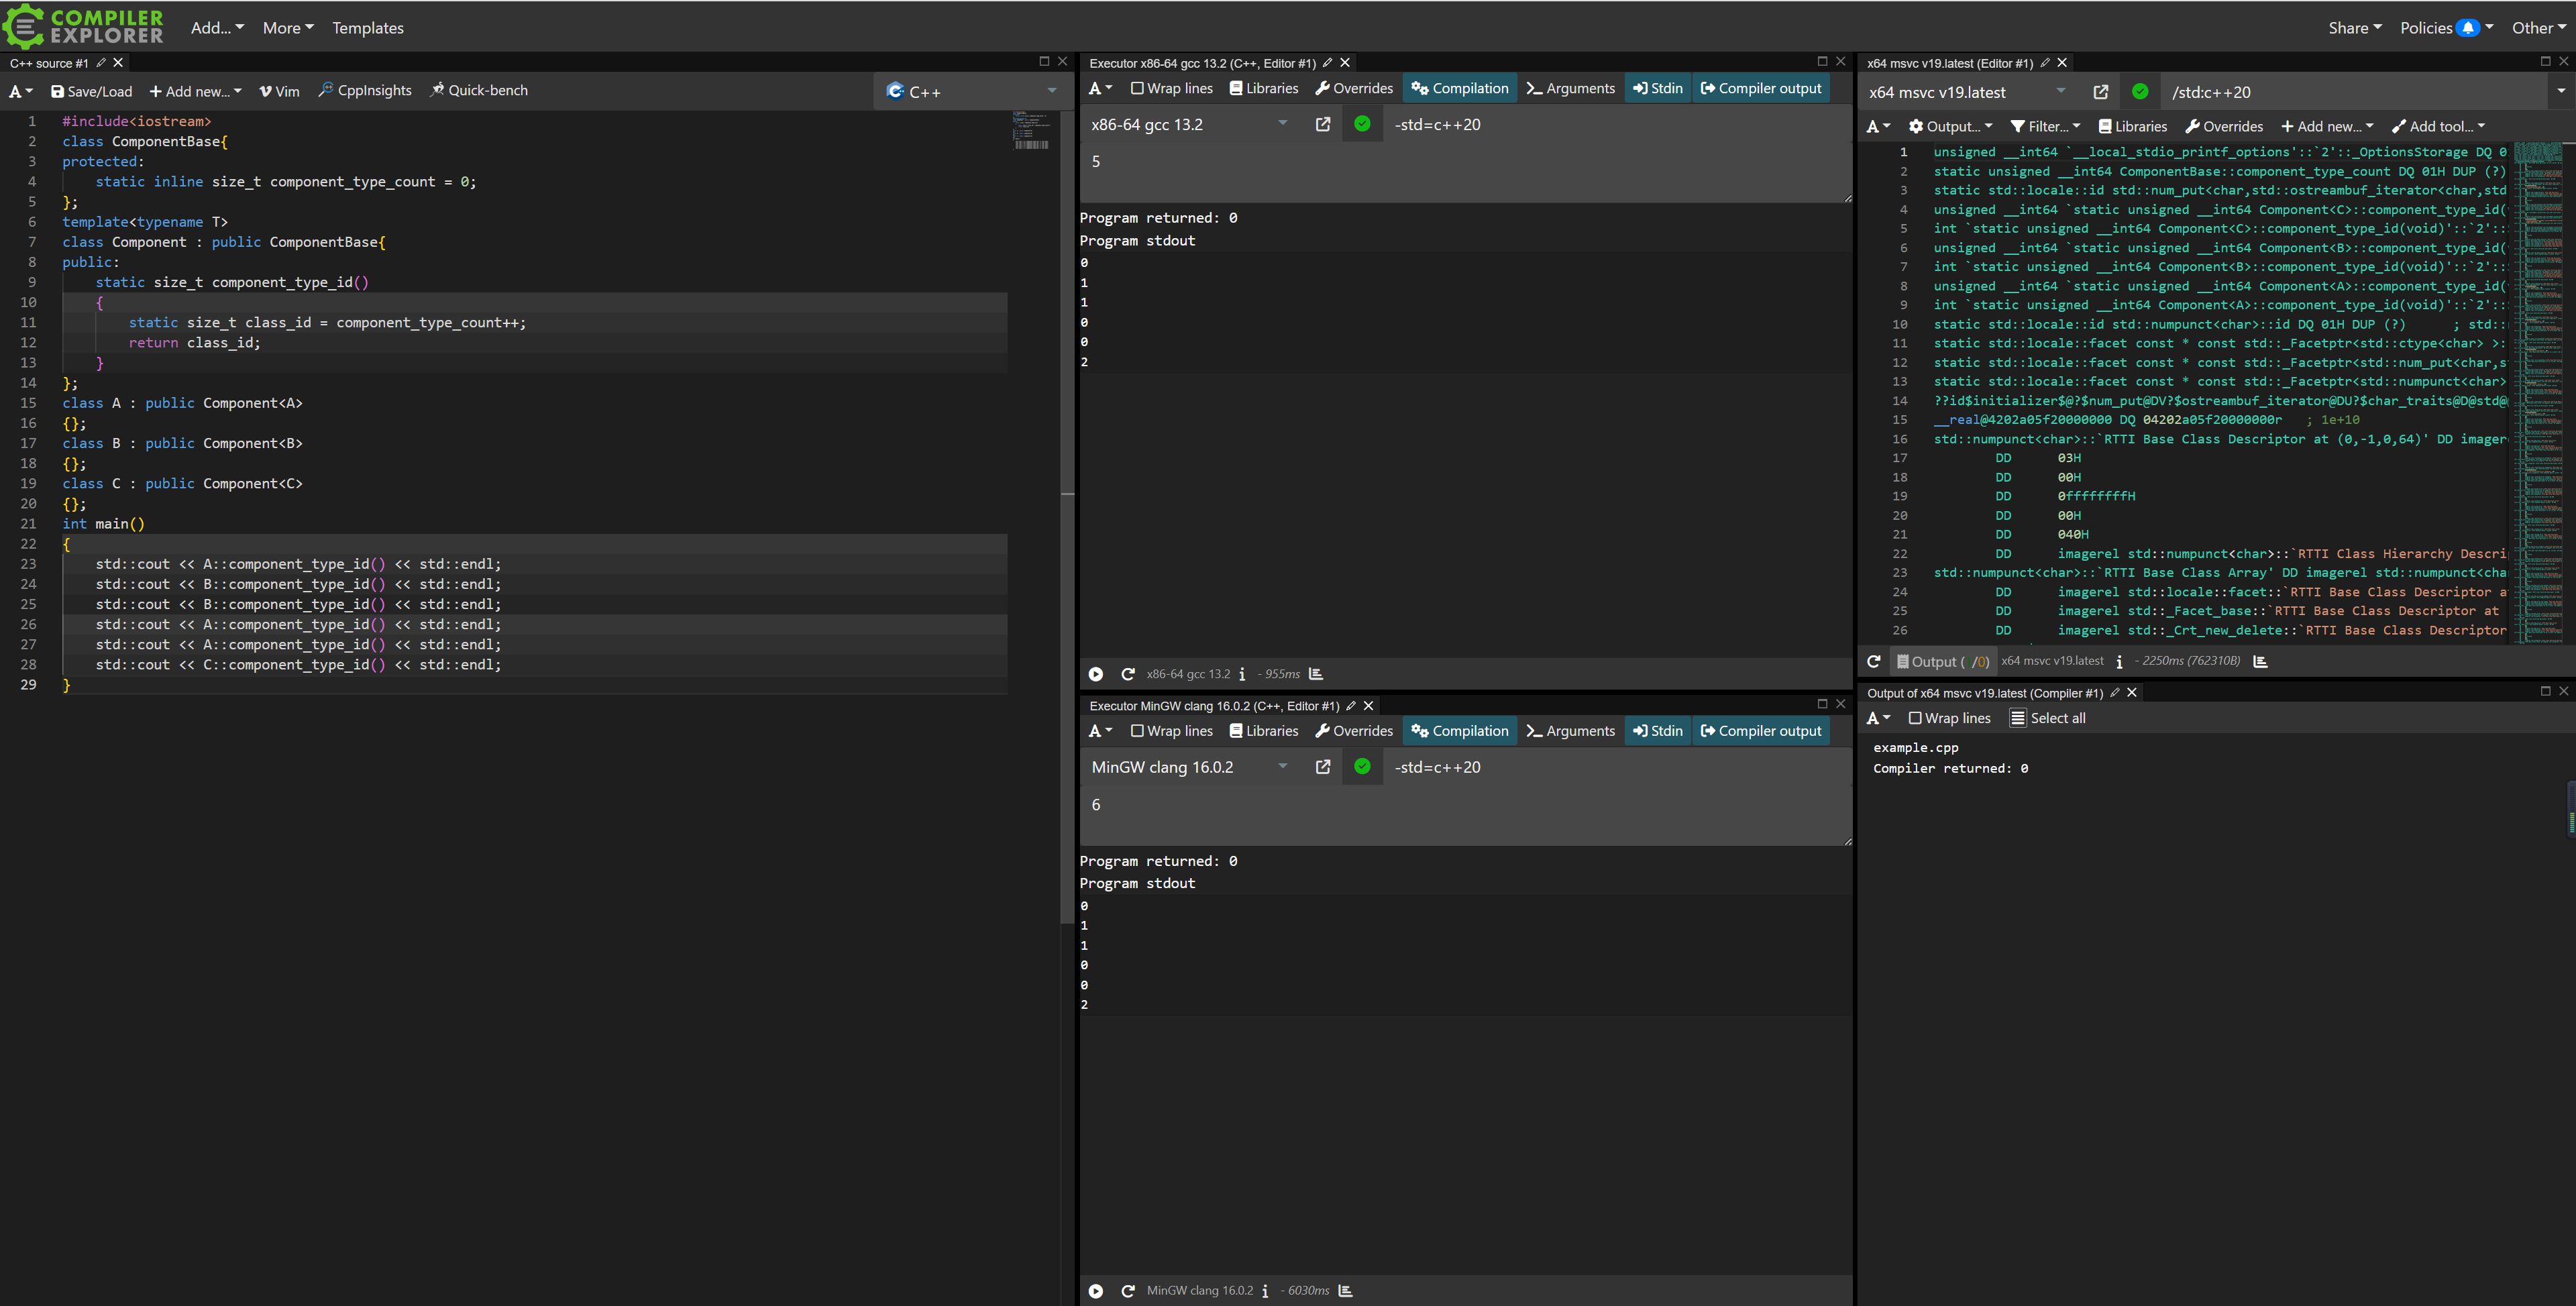 COMPILER
EXPLORER
Add...
More
Templates
Share
Policies
Other
C++ source #1
Save/Load
Add new...
Vim
CppInsights
Quick-bench
C++
1 #include<iostream>
2 class ComponentBase{
3 protected:
4 static inline size_t component_type_count = 0;
5 };
6 template<typename T>
7 class Component : public ComponentBase{
8 public:
9 static size_t component_type_id()
10 {
11 static size_t class_id = component_type_count++;
12 return class_id;
13 }
14 };
15 class A : public Component<A>
16 {};
17 class B : public Component<B>
18 {};
19 class C : public Component<C>
20 {};
21 int main()
22 {
23 std::cout << A::component_type_id() << std::endl;
24 std::cout << B::component_type_id() << std::endl;
25 std::cout << B::component_type_id() << std::endl;
26 std::cout << A::component_type_id() << std::endl;
27 std::cout << A::component_type_id() << std::endl;
28 std::cout << C::component_type_id() << std::endl;
29 }
Executor x86-64 gcc 13.2 (C++, Editor #1)
A Wrap lines Libraries Overrides Compilation Arguments Stdin Compiler output
x86-64 gcc 13.2 -std=c++20
5
Program returned: 0
Program stdout
0
1
1
0
0
2
x86-64 gcc 13.2 i - 955ms
Executor MinGW clang 16.0.2 (C++, Editor #1)
A Wrap lines Libraries Overrides Compilation Arguments Stdin Compiler output
MinGW clang 16.0.2 -std=c++20
6
Program returned: 0
Program stdout
0
1
1
0
0
2
MinGW clang 16.0.2 i - 6030ms
x64 msvc v19.latest (Editor #1)
x64 msvc v19.latest /std:c++20
A Output... Filter... Libraries Overrides Add new... Add tool...
1 unsigned __int64 `__local_stdio_printf_options'::`2'::_OptionsStorage DQ 0
2 static unsigned __int64 ComponentBase::component_type_count DQ 01H DUP (?)
3 static std::locale::id std::num_put<char,std::ostreambuf_iterator<char,std
4 unsigned __int64 `static unsigned __int64 Component<C>::component_type_id(
5 int `static unsigned __int64 Component<C>::component_type_id(void)'::`2'::
6 unsigned __int64 `static unsigned __int64 Component<B>::component_type_id(
7 int `static unsigned __int64 Component<B>::component_type_id(void)'::`2'::
8 unsigned __int64 `static unsigned __int64 Component<A>::component_type_id(
9 int `static unsigned __int64 Component<A>::component_type_id(void)'::`2'::
10 static std::locale::id std::numpunct<char>::id DQ 01H DUP (?) ; std::
11 static std::locale::facet const * const std::_Facetptr<std::ctype<char> >:
12 static std::locale::facet const * const std::_Facetptr<std::num_put<char,s
13 static std::locale::facet const * const std::_Facetptr<std::numpunct<char>
14 ??id$initializer$@?$num_put@DV?$ostreambuf_iterator@DU?$char_traits@D@std@
15 __real@4202a05f20000000 DQ 04202a05f20000000r ; 1e+10
16 std::numpunct<char>::`RTTI Base Class Descriptor at (0,-1,0,64)' DD imager
17 DD 03H
18 DD 00H
19 DD 0ffffffffH
20 DD 00H
21 DD 040H
22 DD imagerel std::numpunct<char>::`RTTI Class Hierarchy Descri
23 std::numpunct<char>::`RTTI Base Class Array' DD imagerel std::numpunct<cha
24 DD imagerel std::locale::facet::`RTTI Base Class Descriptor a
25 DD imagerel std::_Facet_base::`RTTI Base Class Descriptor at
26 DD imagerel std::_Crt_new_delete::`RTTI Base Class Descriptor
Output ( /0) x64 msvc v19.latest i - 2250ms (762310B)
Output of x64 msvc v19.latest (Compiler #1)
A Wrap lines Select all
example.cpp
Compiler returned: 0